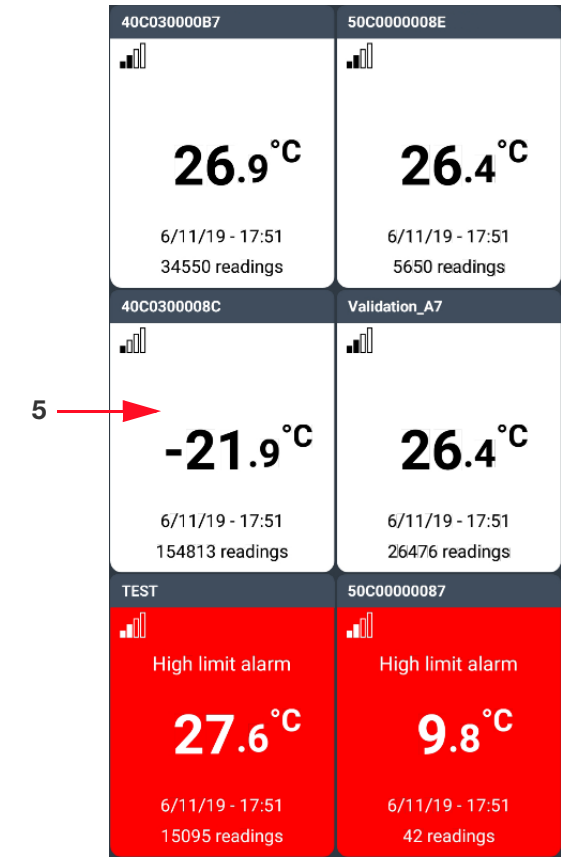 40C030000B7
50C0000008E
26.9°C
26.4°C
6/11/19 - 17:51
6/11/19 - 17:51
34550 readings
5650 readings
40C0300008C
Validation_A7
5
-21.9°C
26.4°C
6/11/19 - 17:51
6/11/19 - 17:51
154813 readings
26476 readings
TEST
50C00000087
High limit alarm
High limit alarm
27.6°C
9.8°C
6/11/19 - 17:51
6/11/19 - 17:51
15095 readings
42 readings